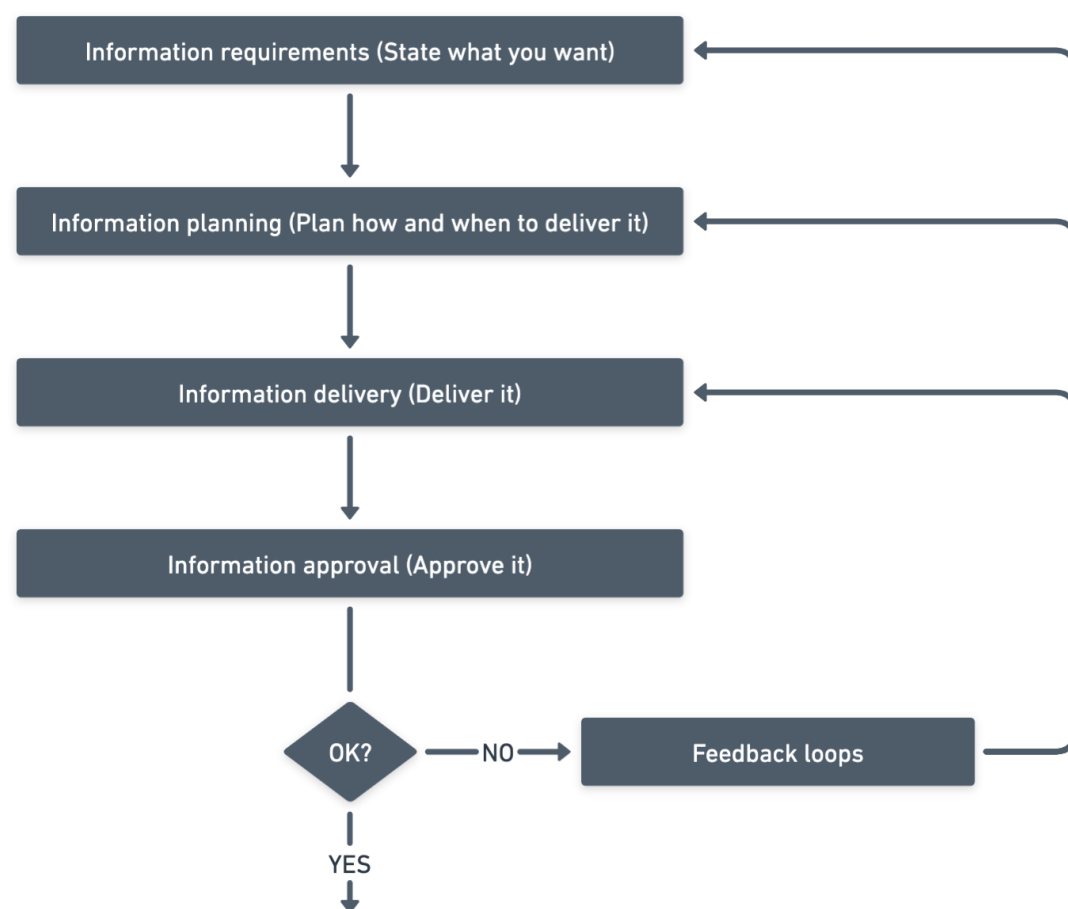 Information requirements (State what you want)
Information planning (Plan how and when to deliver it)
Information delivery (Deliver it)
Information approval (Approve it)
OK?
NO
Feedback loops
YES